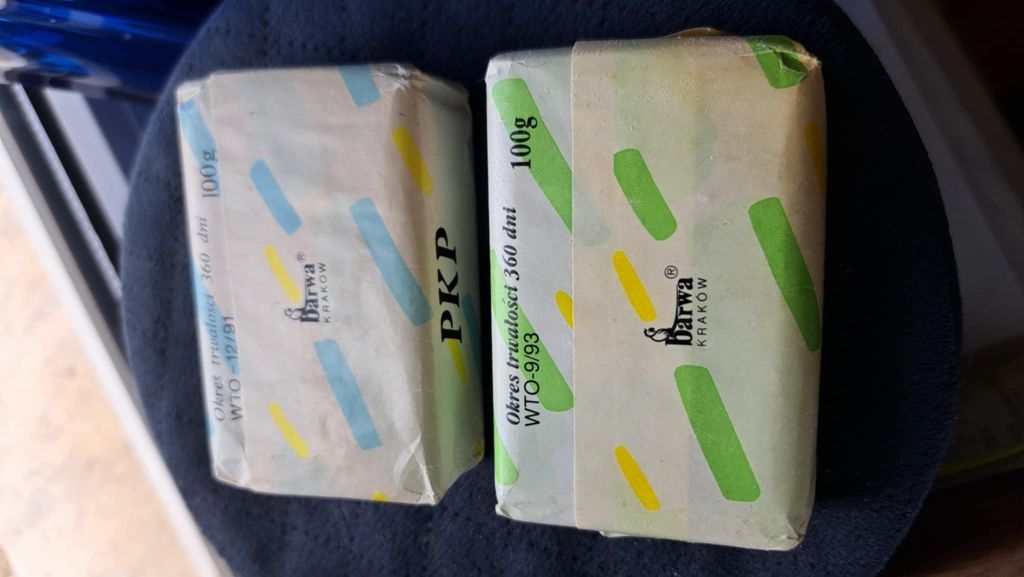 Okres trwałości 360 dni 100g
WTO -12/91
barwa®
KRAKÓW
PKP
Okres trwałości 360 dni 100g
WTO-9/93
barwa®
KRAKÓW